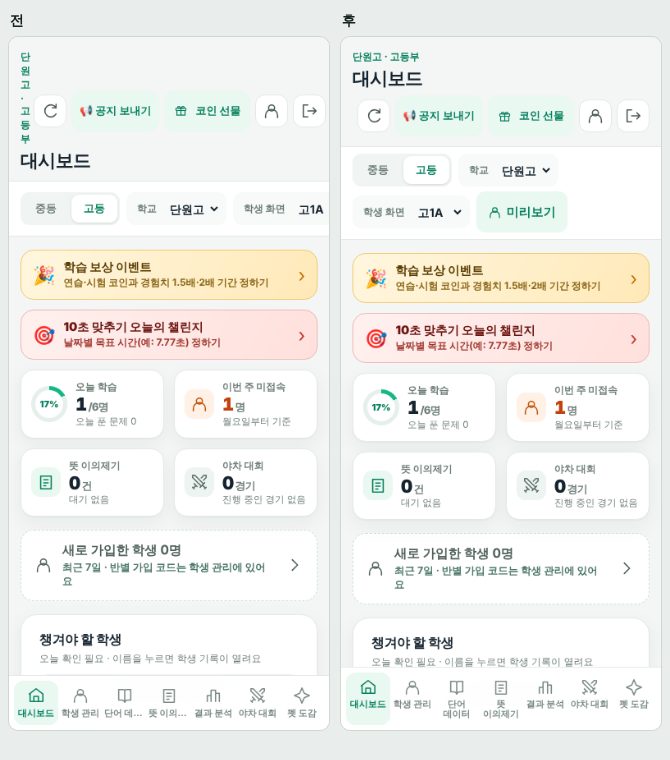 전
단
원
고
·
고
등
부
📢 공지 보내기
코인 선물
대시보드
중등
고등
학교
단원고
학생 화면
고1A
🎉
학습 보상 이벤트
연습·시험 코인과 경험치 1.5배·2배 기간 정하기
🎯
10초 맞추기 오늘의 챌린지
날짜별 목표 시간(예: 7.77초) 정하기
17%
오늘 학습
1/6명
오늘 푼 문제 0
이번 주 미접속
1명
월요일부터 기준
뜻 이의제기
0건
대기 없음
야차 대회
0경기
진행 중인 경기 없음
새로 가입한 학생 0명
최근 7일 · 반별 가입 코드는 학생 관리에 있어
요
챙겨야 할 학생
오늘 확인 필요 · 이름을 누르면 학생 기록이 열려요
대시보드
학생 관리
단어 데…
뜻 이의…
결과 분석
야차 대회
펫 도감
후
단원고 · 고등부
대시보드
📢 공지 보내기
코인 선물
중등
고등
학교
단원고
학생 화면
고1A
미리보기
🎉
학습 보상 이벤트
연습·시험 코인과 경험치 1.5배·2배 기간 정하기
🎯
10초 맞추기 오늘의 챌린지
날짜별 목표 시간(예: 7.77초) 정하기
17%
오늘 학습
1/6명
오늘 푼 문제 0
이번 주 미접속
1명
월요일부터 기준
뜻 이의제기
0건
대기 없음
야차 대회
0경기
진행 중인 경기 없음
새로 가입한 학생 0명
최근 7일 · 반별 가입 코드는 학생 관리에 있어
요
챙겨야 할 학생
오늘 확인 필요 · 이름을 누르면 학생 기록이 열려요
대시보드
학생 관리
단어
데이터
뜻
이의제기
결과 분석
야차 대회
펫 도감